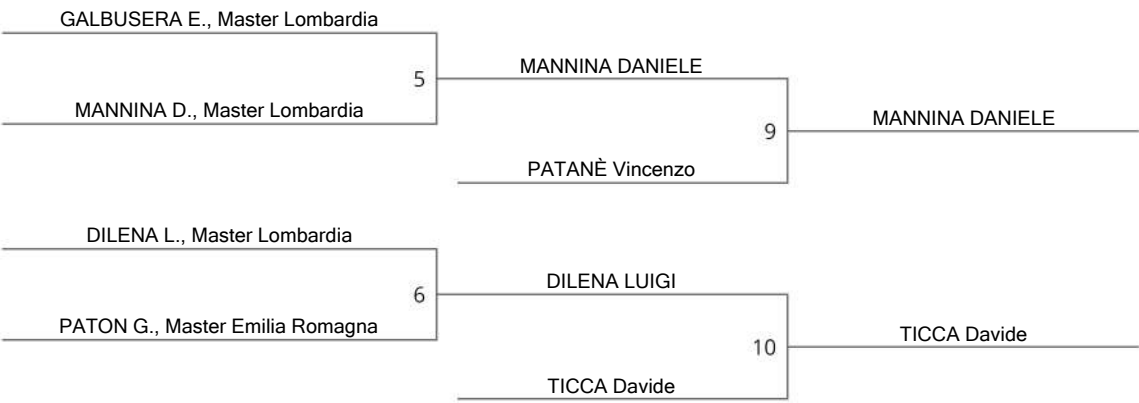 GALBUSERA E., Master Lombardia
5
MANNINA DANIELE
MANNINA D., Master Lombardia
9
MANNINA DANIELE
PATANÈ Vincenzo
DILENA L., Master Lombardia
6
DILENA LUIGI
PATON G., Master Emilia Romagna
10
TICCA Davide
TICCA Davide